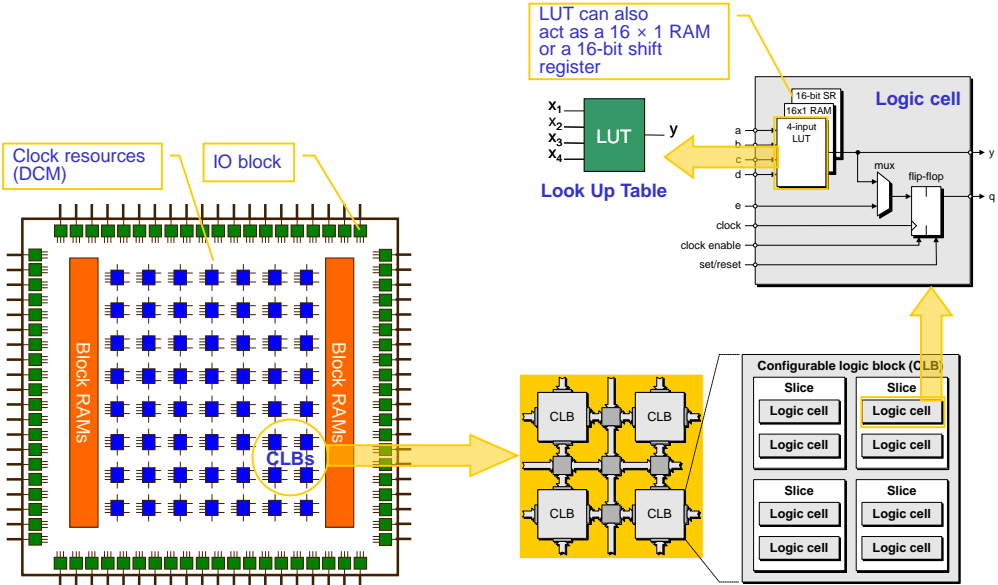 LUT can also
act as a 16 × 1 RAM
or a 16-bit shift
register
Clock resources
(DCM)
IO block
x1
x2
x3
x4
LUT
y
Look Up Table
Logic cell
16-bit SR
16x1 RAM
4-input
LUT
a
b
c
d
e
clock
clock enable
set/reset
mux
flip-flop
y
q
Block RAMs
Block RAMs
CLBs
CLB
CLB
CLB
CLB
Configurable logic block (CLB)
Slice
Slice
Logic cell
Logic cell
Logic cell
Logic cell
Slice
Slice
Logic cell
Logic cell
Logic cell
Logic cell